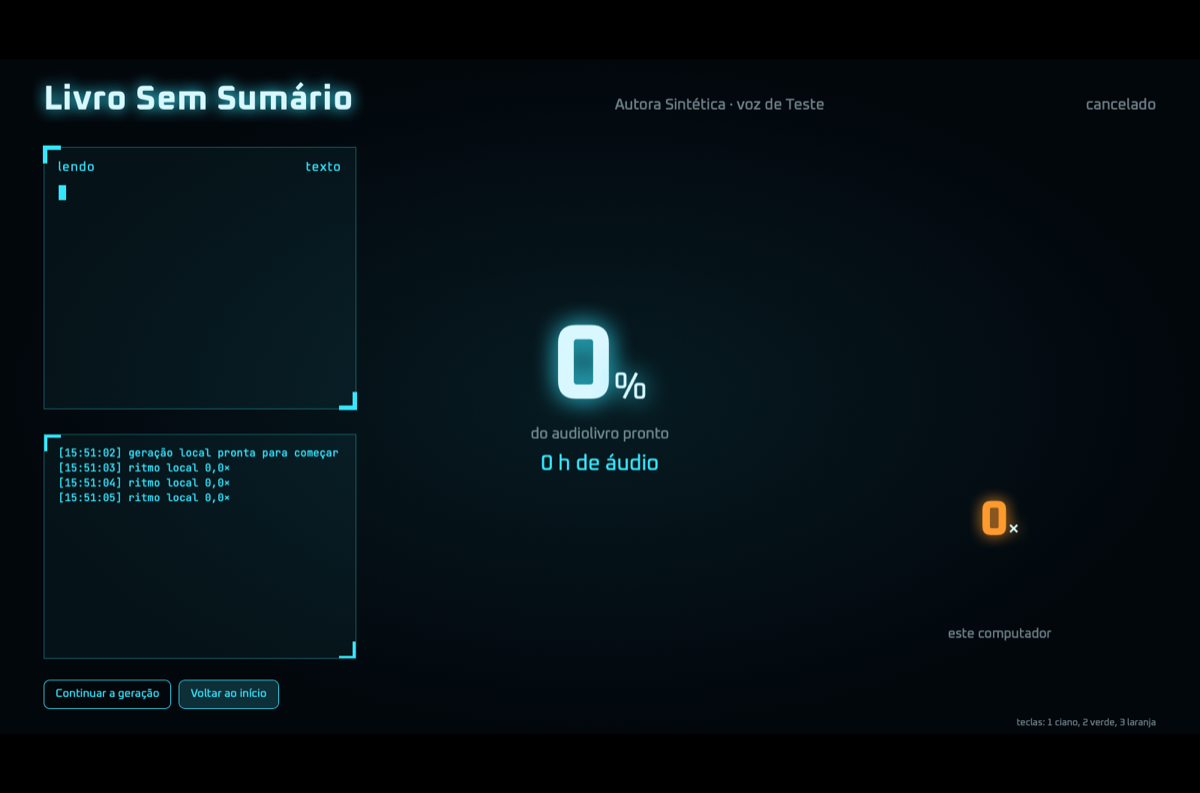 Livro Sem Sumário
Autora Sintética · voz de Teste
cancelado
lendo
texto
0%
do audiolivro pronto
0 h de áudio
[15:51:02] geração local pronta para começar
[15:51:03] ritmo local 0,0×
[15:51:04] ritmo local 0,0×
[15:51:05] ritmo local 0,0×
0×
este computador
Continuar a geração
Voltar ao início
teclas: 1 ciano, 2 verde, 3 laranja